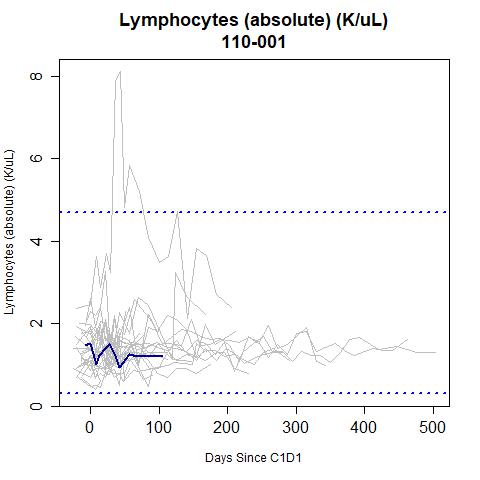 Lymphocytes (absolute) (K/uL)
110-001
Lymphocytes (absolute) (K/uL)
8
6
4
2
0
0 100 200 300 400 500
Days Since C1D1